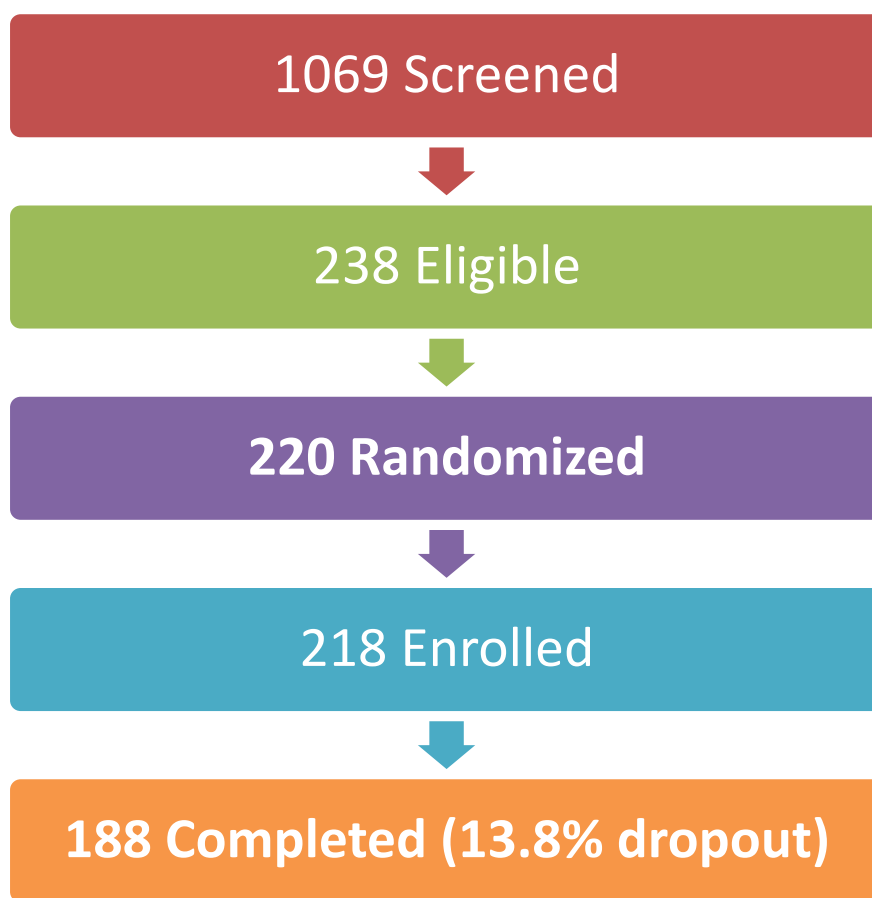 1069 Screened
238 Eligible
220 Randomized
218 Enrolled
188 Completed (13.8% dropout)